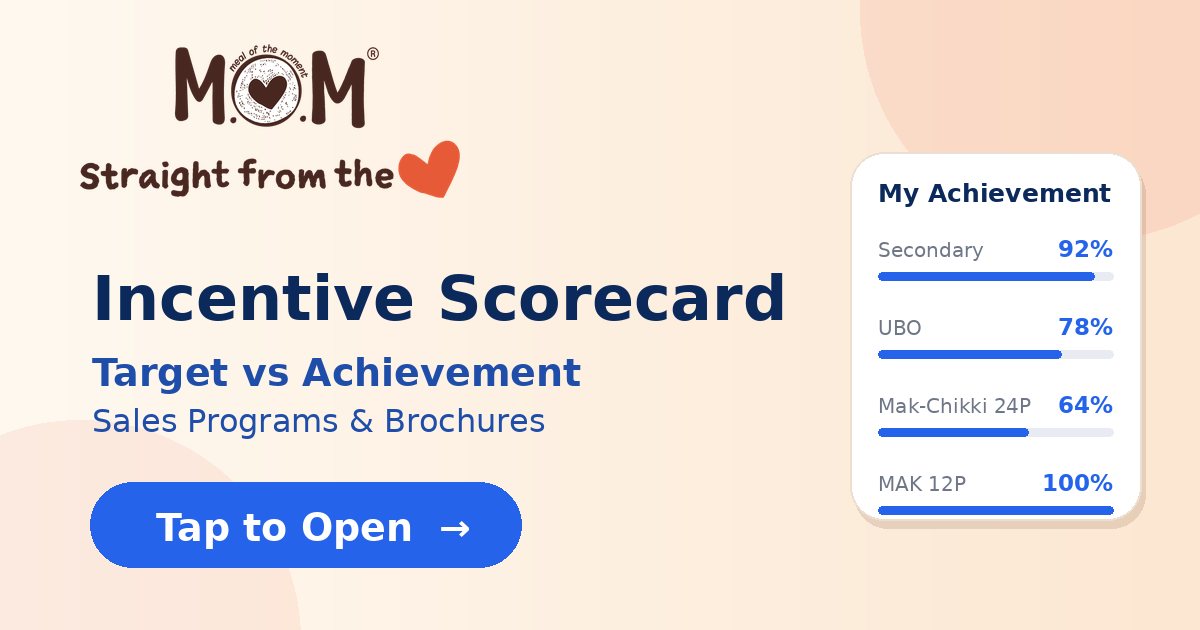 meal of the moment
M.O.M®
Straight from the
Incentive Scorecard
Target vs Achievement
Sales Programs & Brochures
Tap to Open →
My Achievement
Secondary 92%
UBO 78%
Mak-Chikki 24P 64%
MAK 12P 100%